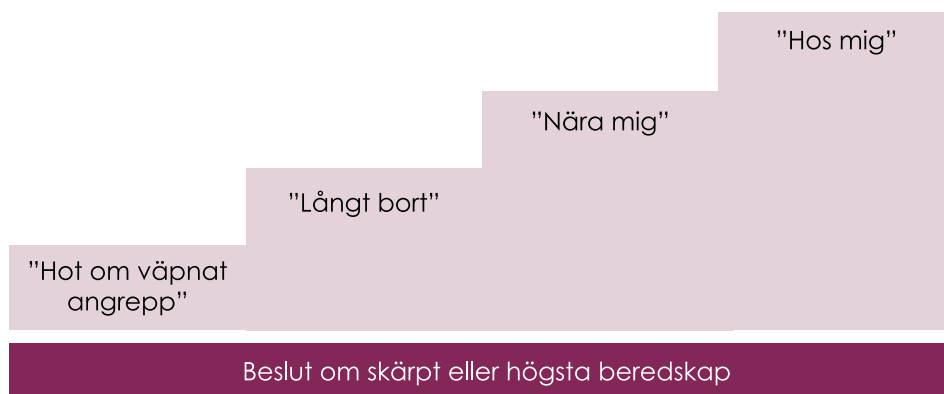 ”Hos mig”
”Nära mig”
”Långt bort”
”Hot om väpnat
angrepp”
Beslut om skärpt eller högsta beredskap